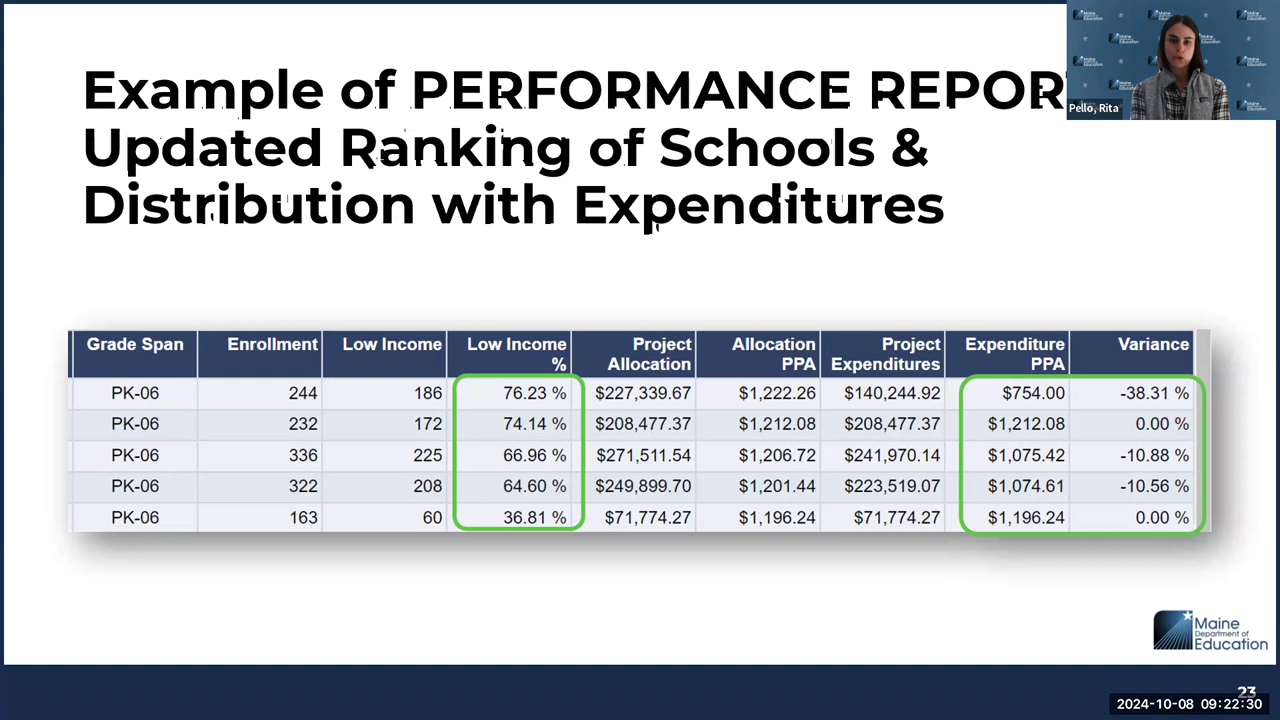 Example of PERFORMANCE REPORT
Updated Ranking of Schools &
Distribution with Expenditures
Maine
Department of
Education
Pello, Rita
Grade Span Enrollment Low Income Low Income % Project Allocation Allocation PPA Project Expenditures Expenditure PPA Variance
PK-06 244 186 76.23 % $227,339.67 $1,222.26 $140,244.92 $754.00 -38.31 %
PK-06 232 172 74.14 % $208,477.37 $1,212.08 $208,477.37 $1,212.08 0.00 %
PK-06 336 225 66.96 % $271,511.54 $1,206.72 $241,970.14 $1,075.42 -10.88 %
PK-06 322 208 64.60 % $249,899.70 $1,201.44 $223,519.07 $1,074.61 -10.56 %
PK-06 163 60 36.81 % $71,774.27 $1,196.24 $71,774.27 $1,196.24 0.00 %
Maine
Department of
Education
23
2024-10-08 09:22:30